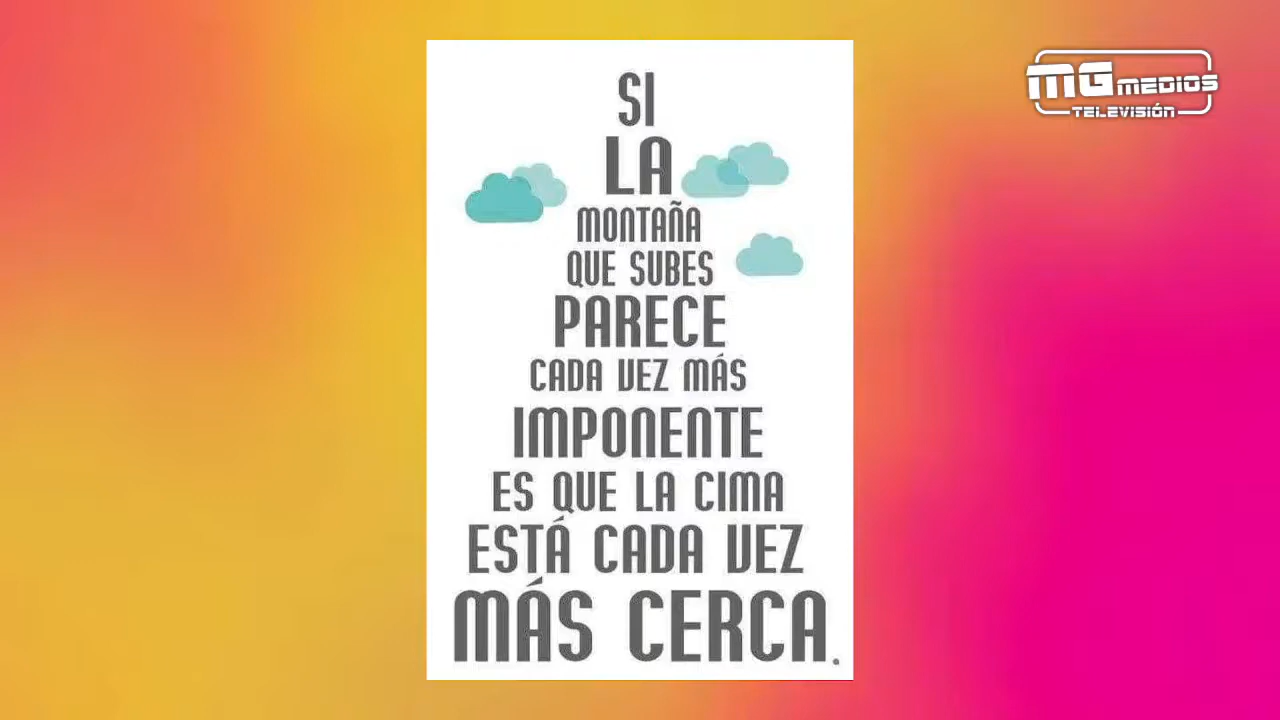 SI
LA
MONTAÑA
QUE SUBES
PARECE
CADA VEZ MÁS
IMPONENTE
ES QUE LA CIMA
ESTÁ CADA VEZ
MÁS CERCA.
MG MEDIOS
TELEVISIÓN